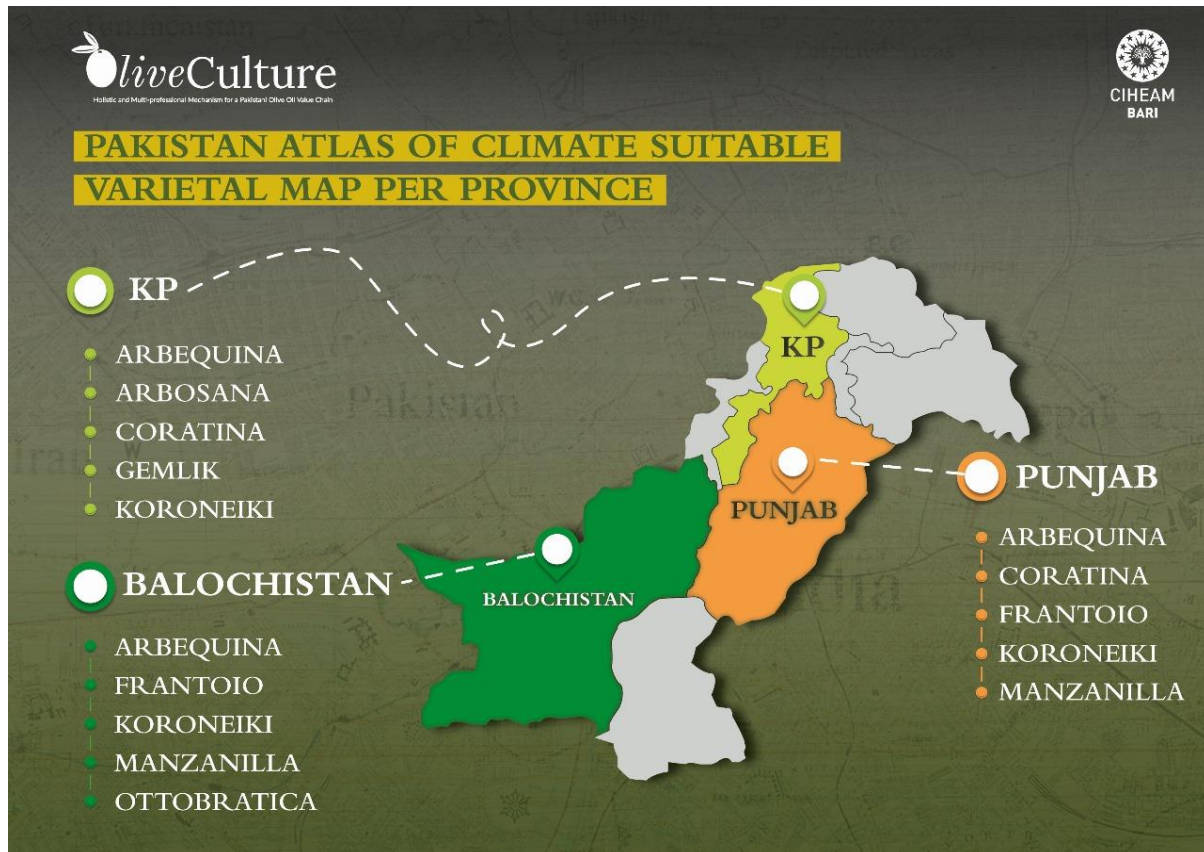 OliveCulture
Holistic and Multi-professional Mechanism for a Pakistani Olive Oil Value Chain
CIHEAM
BARI
PAKISTAN ATLAS OF CLIMATE SUITABLE
VARIETAL MAP PER PROVINCE
KP
ARBEQUINA
ARBOSANA
CORATINA
GEMLIK
KORONEIKI
BALOCHISTAN
ARBEQUINA
FRANTOIO
KORONEIKI
MANZANILLA
OTTOBRATICA
KP
PUNJAB
BALOCHISTAN
PUNJAB
ARBEQUINA
CORATINA
FRANTOIO
KORONEIKI
MANZANILLA
Pakistan